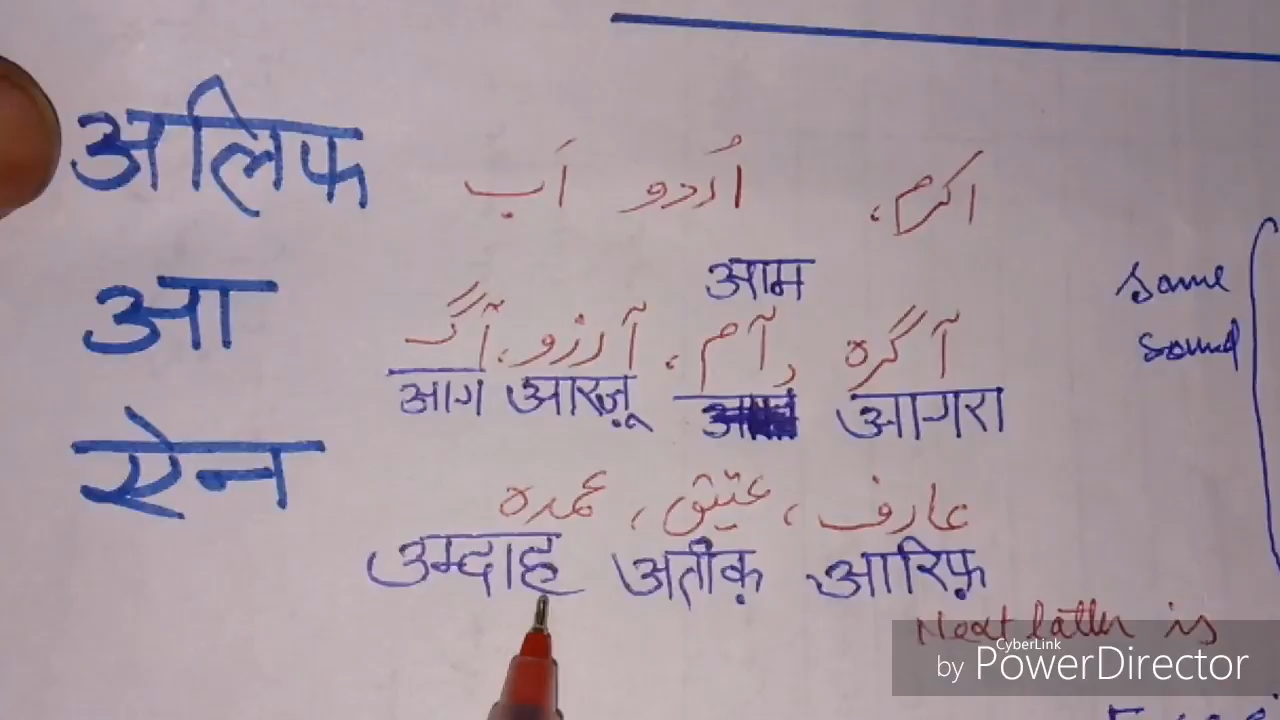 अलिफ اکرم، اُردو اَب
आम
आ آگرہ ,آم ، آرزو، آگ
same
sound
आग आरज़ू आगरा
ऐन عارف ، عتیق ، عمدہ
उम्दाह अतीक़ आरिफ़
Next latter is
CyberLink
by PowerDirector